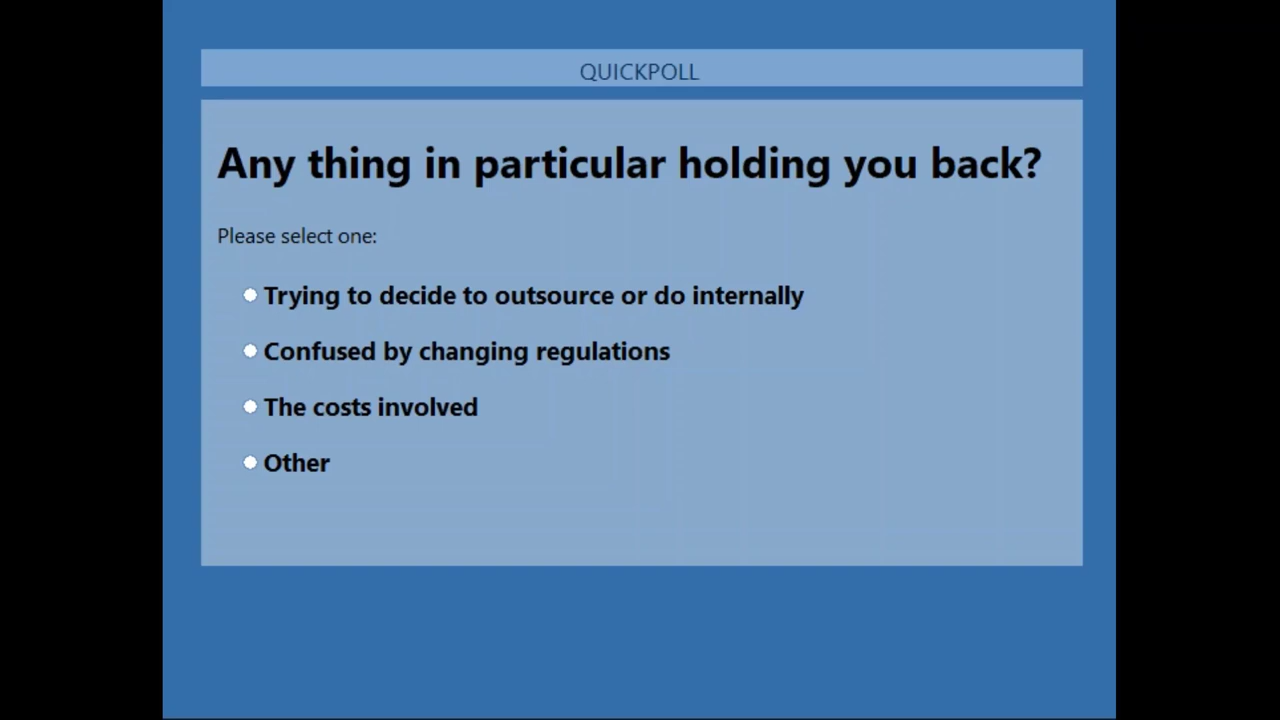 QUICKPOLL
Any thing in particular holding you back?
Please select one:
Trying to decide to outsource or do internally
Confused by changing regulations
The costs involved
Other